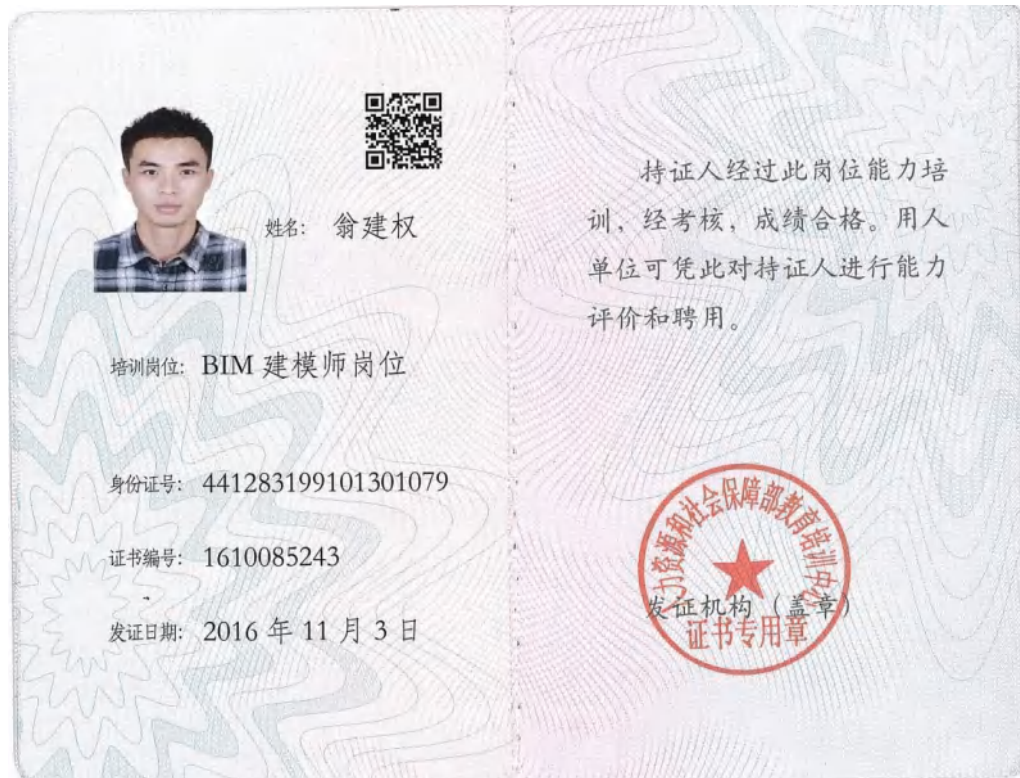 姓名: 翁建权
培训岗位: BIM 建模师岗位
身份证号: 441283199101301079
证书编号: 1610085243
发证日期: 2016 年 11 月 3 日
持证人经过此岗位能力培
训，经考核，成绩合格。用人
单位可凭此对持证人进行能力
评价和聘用。
人力资源和社会保障部教育培训中心
发证机构（盖章）
证书专用章